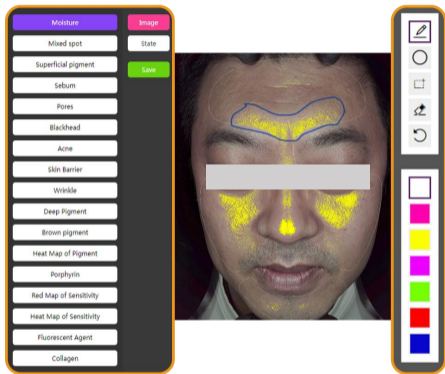 Moisture
Image
Mixed spot
State
Superficial pigment
Save
Sebum
Pores
Blackhead
Acne
Skin Barrier
Wrinkle
Deep Pigment
Brown pigment
Heat Map of Pigment
Porphyrin
Red Map of Sensitivity
Heat Map of Sensitivity
Fluorescent Agent
Collagen